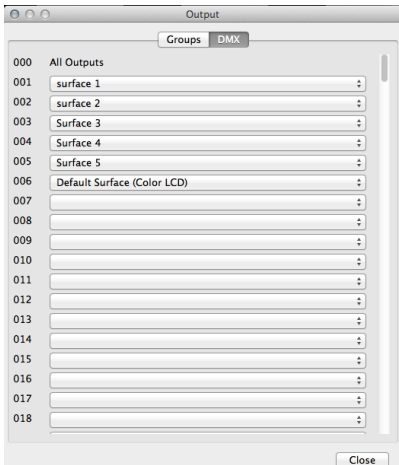 Output
Groups DMX
000 All Outputs
001 surface 1
002 surface 2
003 Surface 3
004 Surface 4
005 Surface 5
006 Default Surface (Color LCD)
007
008
009
010
011
012
013
014
015
016
017
018
Close